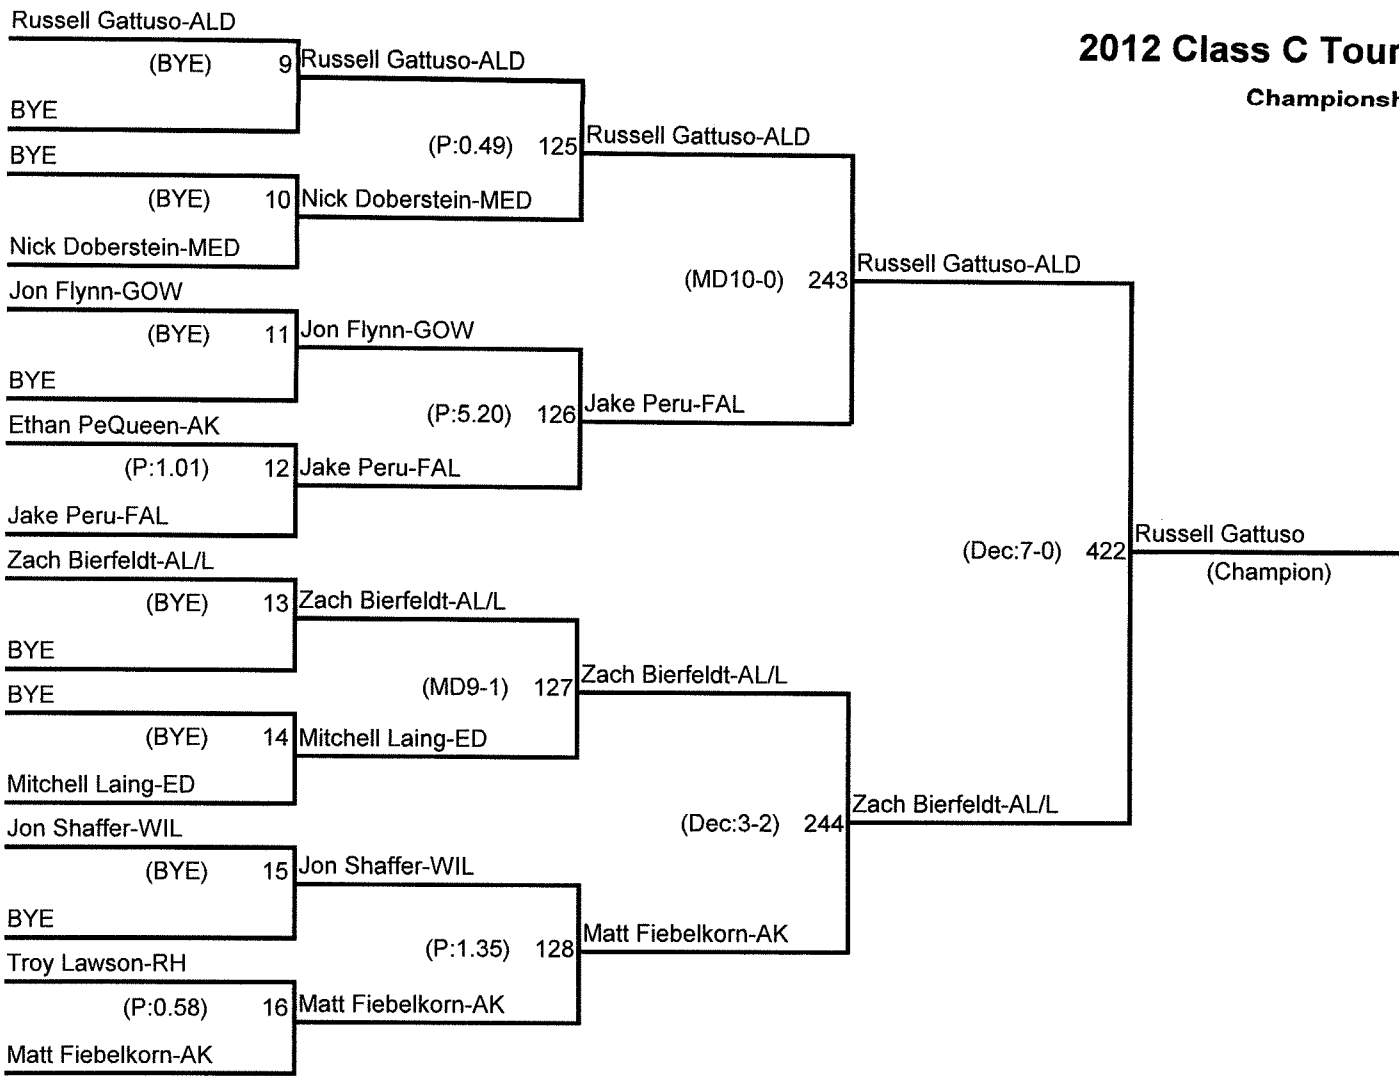 2012 Class C Tour
Championsh
Russell Gattuso-ALD
(BYE) 9
BYE
BYE
(BYE) 10
Nick Doberstein-MED
Jon Flynn-GOW
(BYE) 11
BYE
Ethan PeQueen-AK
(P:1.01) 12
Jake Peru-FAL
Zach Bierfeldt-AL/L
(BYE) 13
BYE
BYE
(BYE) 14
Mitchell Laing-ED
Jon Shaffer-WIL
(BYE) 15
BYE
Troy Lawson-RH
(P:0.58) 16
Matt Fiebelkorn-AK
Russell Gattuso-ALD
(P:0.49) 125
Nick Doberstein-MED
Jon Flynn-GOW
(P:5.20) 126
Jake Peru-FAL
Zach Bierfeldt-AL/L
(MD9-1) 127
Mitchell Laing-ED
Jon Shaffer-WIL
(P:1.35) 128
Matt Fiebelkorn-AK
Russell Gattuso-ALD
(MD10-0) 243
Jake Peru-FAL
Zach Bierfeldt-AL/L
(Dec:3-2) 244
Matt Fiebelkorn-AK
Russell Gattuso-ALD
(Dec:7-0) 422
Zach Bierfeldt-AL/L
Russell Gattuso
(Champion)